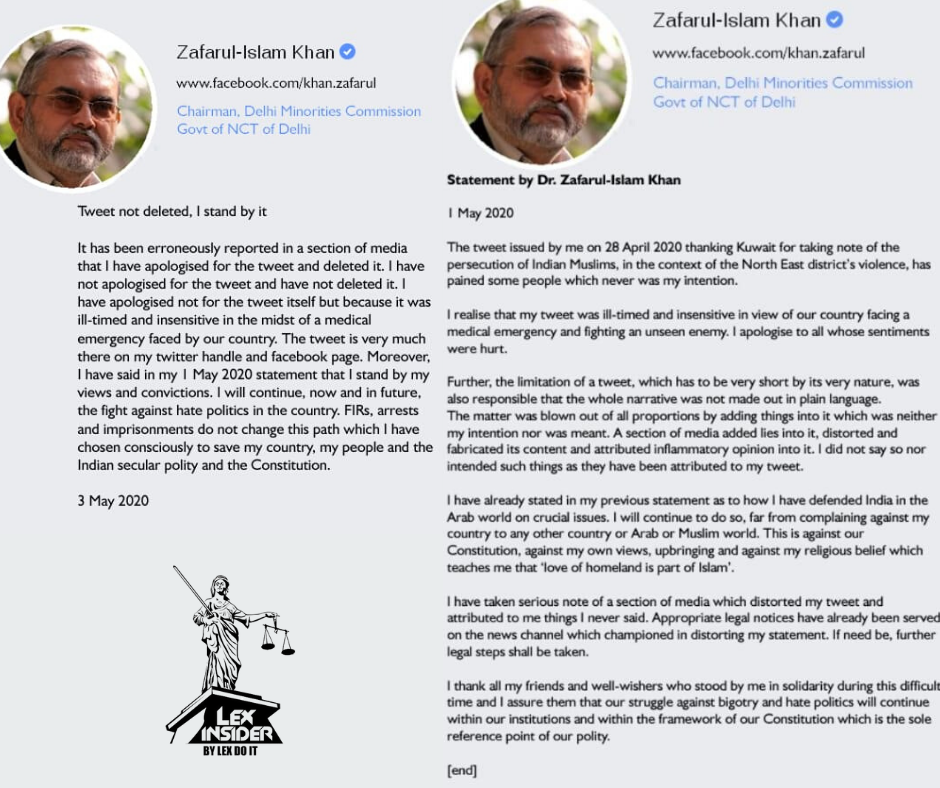 Zafarul-Islam Khan
www.facebook.com/khan.zafarul
Chairman, Delhi Minorities Commission
Govt of NCT of Delhi
Tweet not deleted, I stand by it
It has been erroneously reported in a section of media
that I have apologised for the tweet and deleted it. I have
not apologised for the tweet and have not deleted it. I
have apologised not for the tweet itself but because it was
ill-timed and insensitive in the midst of a medical
emergency faced by our country. The tweet is very much
there on my twitter handle and facebook page. Moreover,
I have said in my 1 May 2020 statement that I stand by my
views and convictions. I will continue, now and in future,
the fight against hate politics in the country. FIRs, arrests
and imprisonments do not change this path which I have
chosen consciously to save my country, my people and the
Indian secular polity and the Constitution.
3 May 2020
LEX
INSIDER
BY LEX DO IT
Zafarul-Islam Khan
www.facebook.com/khan.zafarul
Chairman, Delhi Minorities Commission
Govt of NCT of Delhi
Statement by Dr. Zafarul-Islam Khan
1 May 2020
The tweet issued by me on 28 April 2020 thanking Kuwait for taking note of the
persecution of Indian Muslims, in the context of the North East district's violence, has
pained some people which never was my intention.
I realise that my tweet was ill-timed and insensitive in view of our country facing a
medical emergency and fighting an unseen enemy. I apologise to all whose sentiments
were hurt.
Further, the limitation of a tweet, which has to be very short by its very nature, was
also responsible that the whole narrative was not made out in plain language.
The matter was blown out of all proportions by adding things into it which was neither
my intention nor was meant. A section of media added lies into it, distorted and
fabricated its content and attributed inflammatory opinion into it. I did not say so nor
intended such things as they have been attributed to my tweet.
I have already stated in my previous statement as to how I have defended India in the
Arab world on crucial issues. I will continue to do so, far from complaining against my
country to any other country or Arab or Muslim world. This is against our
Constitution, against my own views, upbringing and against my religious belief which
teaches me that 'love of homeland is part of Islam'.
I have taken serious note of a section of media which distorted my tweet and
attributed to me things I never said. Appropriate legal notices have already been served
on the news channel which championed in distorting my statement. If need be, further
legal steps shall be taken.
I thank all my friends and well-wishers who stood by me in solidarity during this difficult
time and I assure them that our struggle against bigotry and hate politics will continue
within our institutions and within the framework of our Constitution which is the sole
reference point of our polity.
[end]